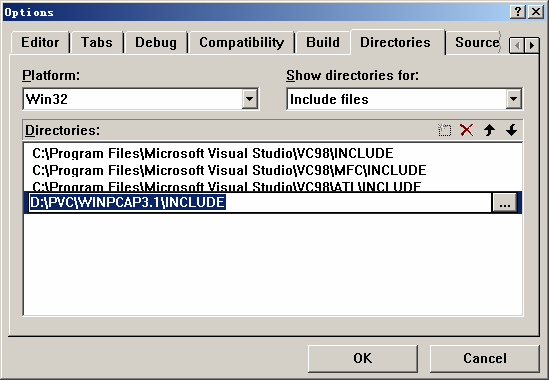 Options
Editor Tabs Debug Compatibility Build Directories Source
Platform: Show directories for:
Win32 Include files
Directories:
C:\Program Files\Microsoft Visual Studio\VC98\INCLUDE
C:\Program Files\Microsoft Visual Studio\VC98\MFC\INCLUDE
C:\Program Files\Microsoft Visual Studio\VC98\ATL\INCLUDE
D:\PVC\WINPCAP3.1\INCLUDE ...
OK Cancel